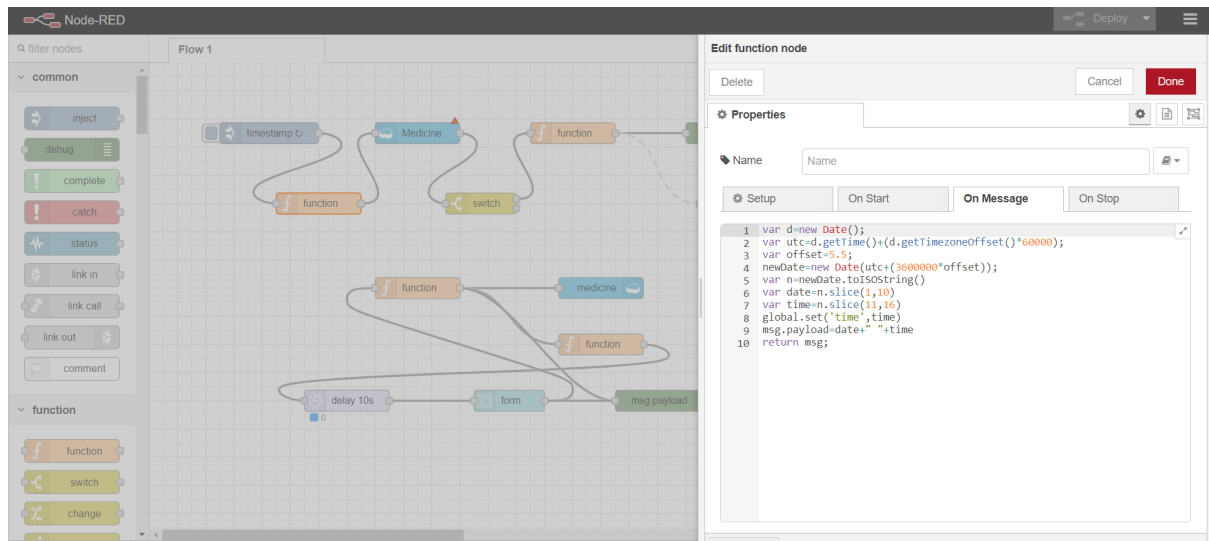 Node-RED
Deploy
filter nodes
Flow 1
common
inject
debug
complete
catch
status
link in
link call
link out
comment
function
function
switch
change
timestamp ↻
Medicine
function
function
switch
function
medicine
function
delay 10s
form
msg.payload
0
Edit function node
Delete
Cancel
Done
Properties
Name
Name
Setup
On Start
On Message
On Stop
1 var d=new Date();
2 var utc=d.getTime()+(d.getTimezoneOffset()*60000);
3 var offset=5.5;
4 newDate=new Date(utc+(3600000*offset));
5 var n=newDate.toISOString()
6 var date=n.slice(1,10)
7 var time=n.slice(11,16)
8 global.set('time',time)
9 msg.payload=date+" "+time
10 return msg;